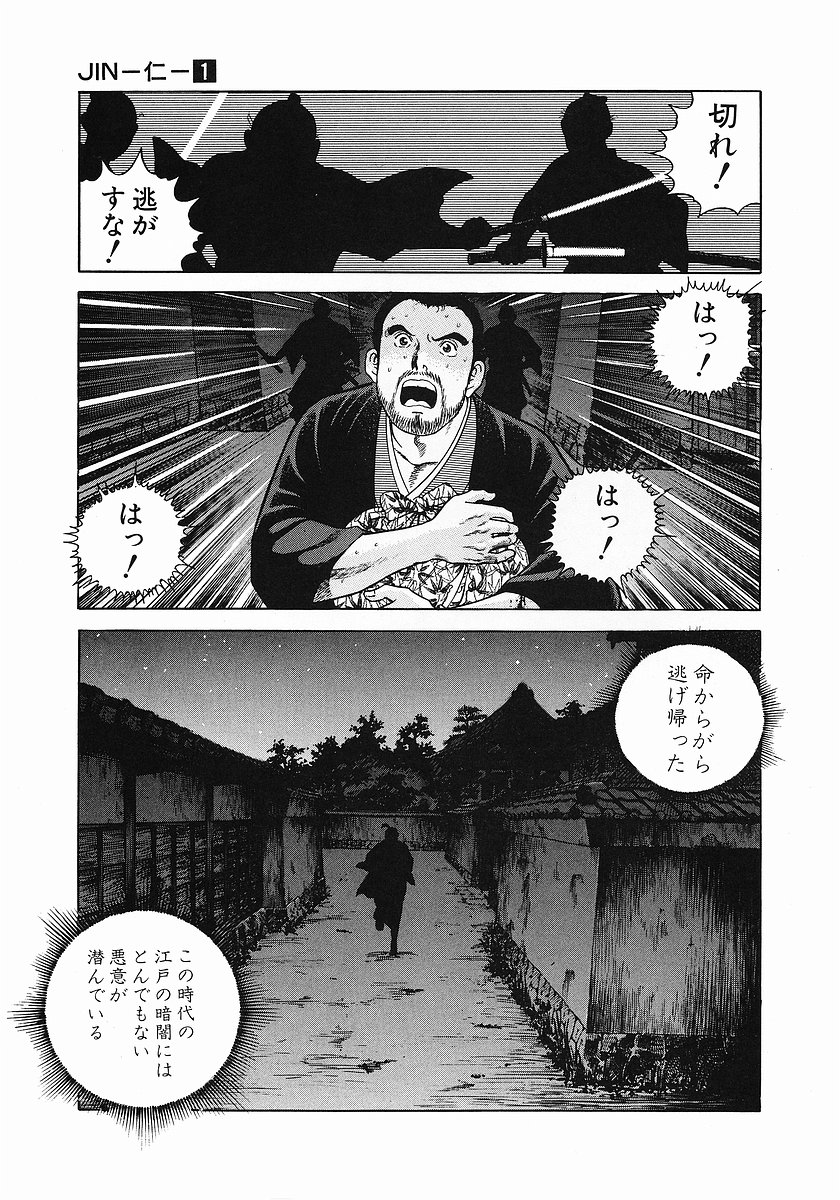 JIN－仁－1
切れ！
逃が
すな！
はっ！
はっ！
はっ！
命からがら
逃げ帰った
この時代の
江戸の暗闇には
とんでもない
悪意が
潜んでいる